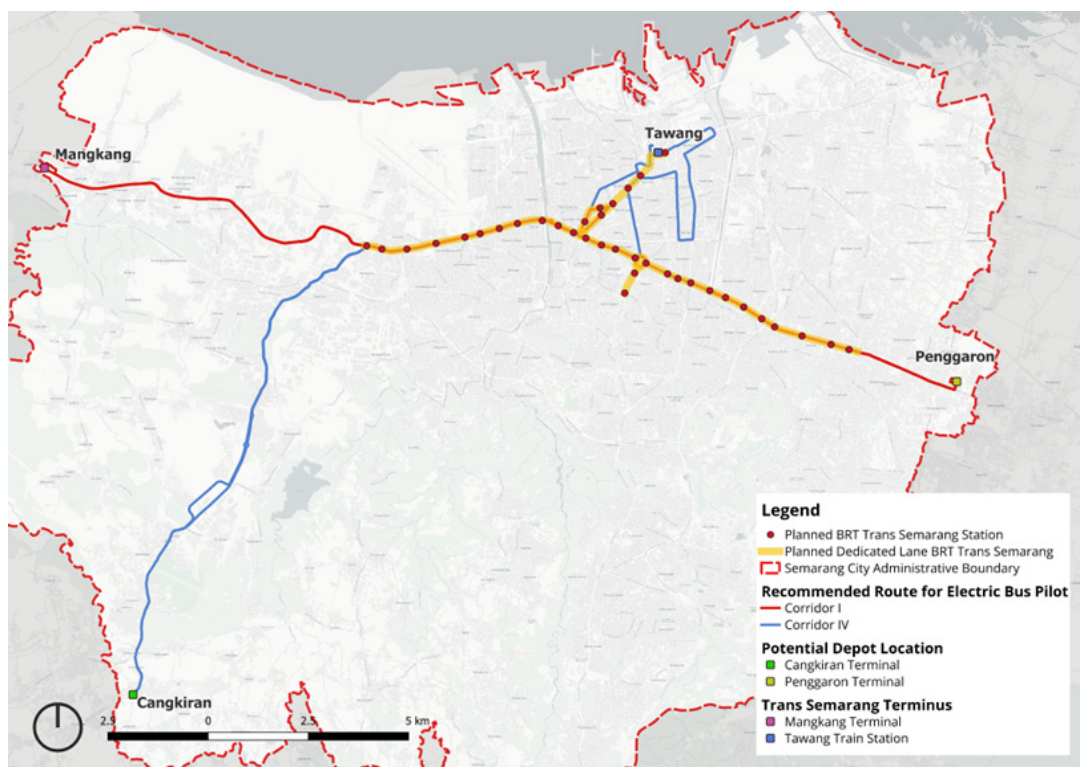 Tawang
Mangkang
Penggaron
Cangkiran
2.5 0 2.5 5 km
Legend
Planned BRT Trans Semarang Station
Planned Dedicated Lane BRT Trans Semarang
Semarang City Administrative Boundary
Recommended Route for Electric Bus Pilot
Corridor I
Corridor IV
Potential Depot Location
Cangkiran Terminal
Penggaron Terminal
Trans Semarang Terminus
Mangkang Terminal
Tawang Train Station